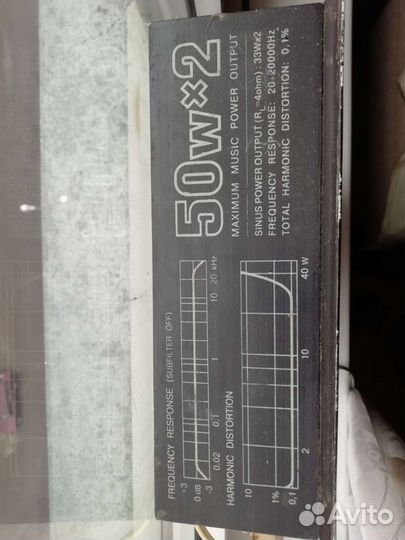 50W×2
MAXIMUM MUSIC POWER OUTPUT
SINUS POWER OUTPUT (RL=4ohm) : 33W×2
FREQUENCY RESPONSE: 20÷20000Hz
TOTAL HARMONIC DISTORTION: 0,1%
FREQUENCY RESPONSE (SUBFILTER OFF)
+3
0 dB
-3
0.02 0,1 1 10 20 kHz
HARMONIC DISTORTION
10
1%
0,1
2 10 40 W
Avito